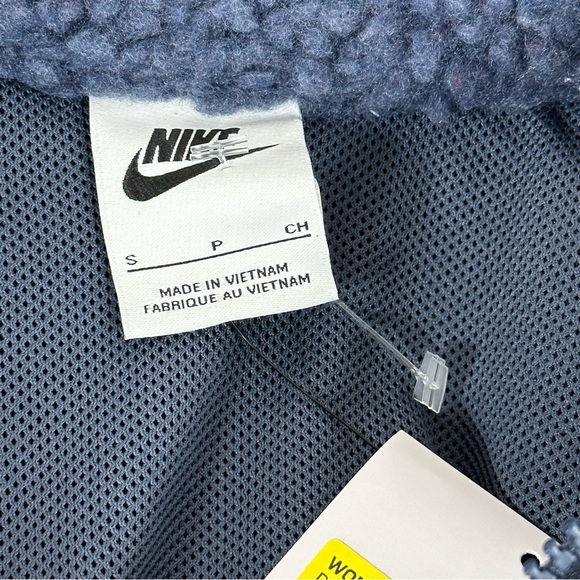 NIKE
S P CH
MADE IN VIETNAM
FABRIQUE AU VIETNAM